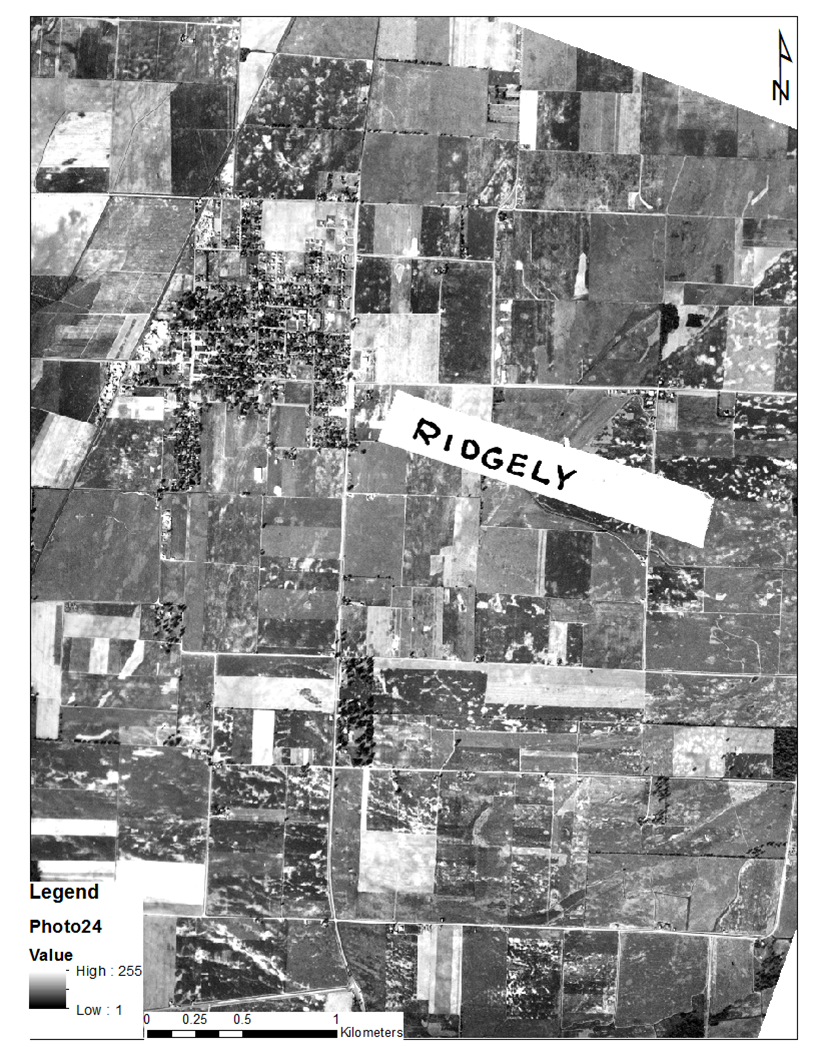 N
RIDGELY
Legend
Photo24
Value
High : 255
Low : 1
0 0.25 0.5 1
Kilometers